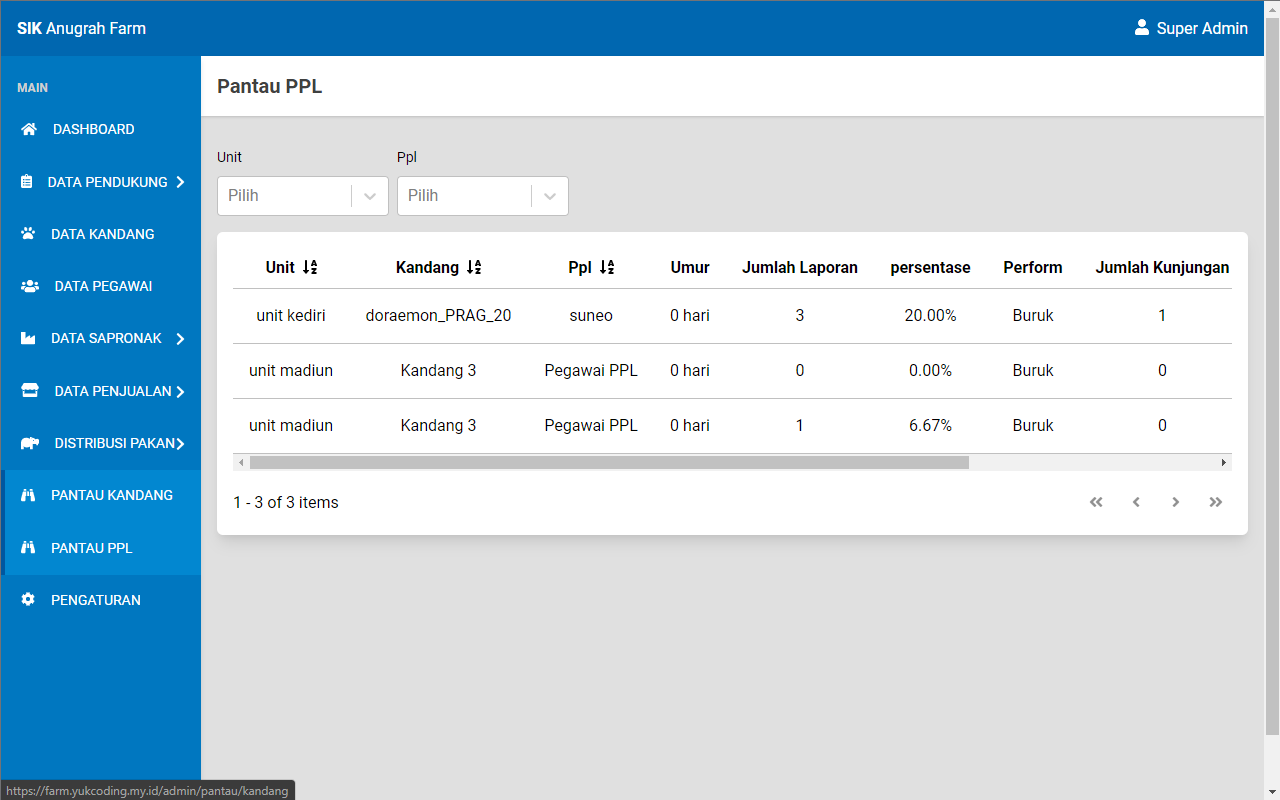 SIK Anugrah Farm
Super Admin
MAIN
DASHBOARD
DATA PENDUKUNG
DATA KANDANG
DATA PEGAWAI
DATA SAPRONAK
DATA PENJUALAN
DISTRIBUSI PAKAN
PANTAU KANDANG
PANTAU PPL
PENGATURAN
Pantau PPL
Unit Ppl
Pilih Pilih
Unit Kandang Ppl Umur Jumlah Laporan persentase Perform Jumlah Kunjungan
unit kediri doraemon_PRAG_20 suneo 0 hari 3 20.00% Buruk 1
unit madiun Kandang 3 Pegawai PPL 0 hari 0 0.00% Buruk 0
unit madiun Kandang 3 Pegawai PPL 0 hari 1 6.67% Buruk 0
1 - 3 of 3 items
https://farm.yukcoding.my.id/admin/pantau/kandang